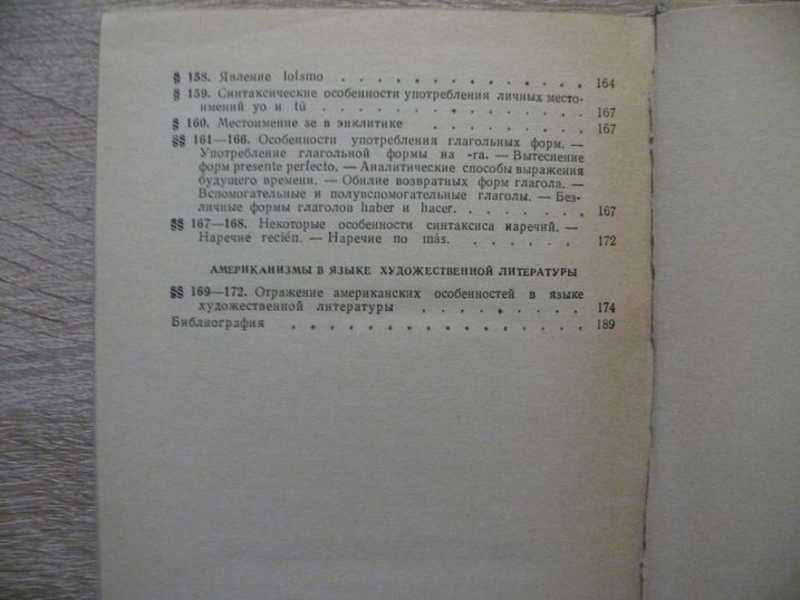 § 158. Явление loísmo . . . . . . . . . . . . 164
§ 159. Синтаксические особенности употребления личных место-
имений yo и tú . . . . . . . . . . . . 167
§ 160. Местоимение se в энклитике . . . . . . . 167
§§ 161—166. Особенности употребления глагольных форм. —
Употребление глагольной формы на -ra. — Вытеснение
форм presente perfecto. — Аналитические способы выражения
будущего времени. — Обилие возвратных форм глагола. —
Вспомогательные и полувспомогательные глаголы. — Без-
личные формы глаголов haber и hacer. . . . . . . . 167
§§ 167—168. Некоторые особенности синтаксиса наречий. —
Наречие recién. — Наречие no más. . . . . . . 172
АМЕРИКАНИЗМЫ В ЯЗЫКЕ ХУДОЖЕСТВЕННОЙ ЛИТЕРАТУРЫ
§§ 169—172. Отражение американских особенностей в языке
художественной литературы . . . . . . . 174
Библиография . . . . . . . . . . . . . . 189